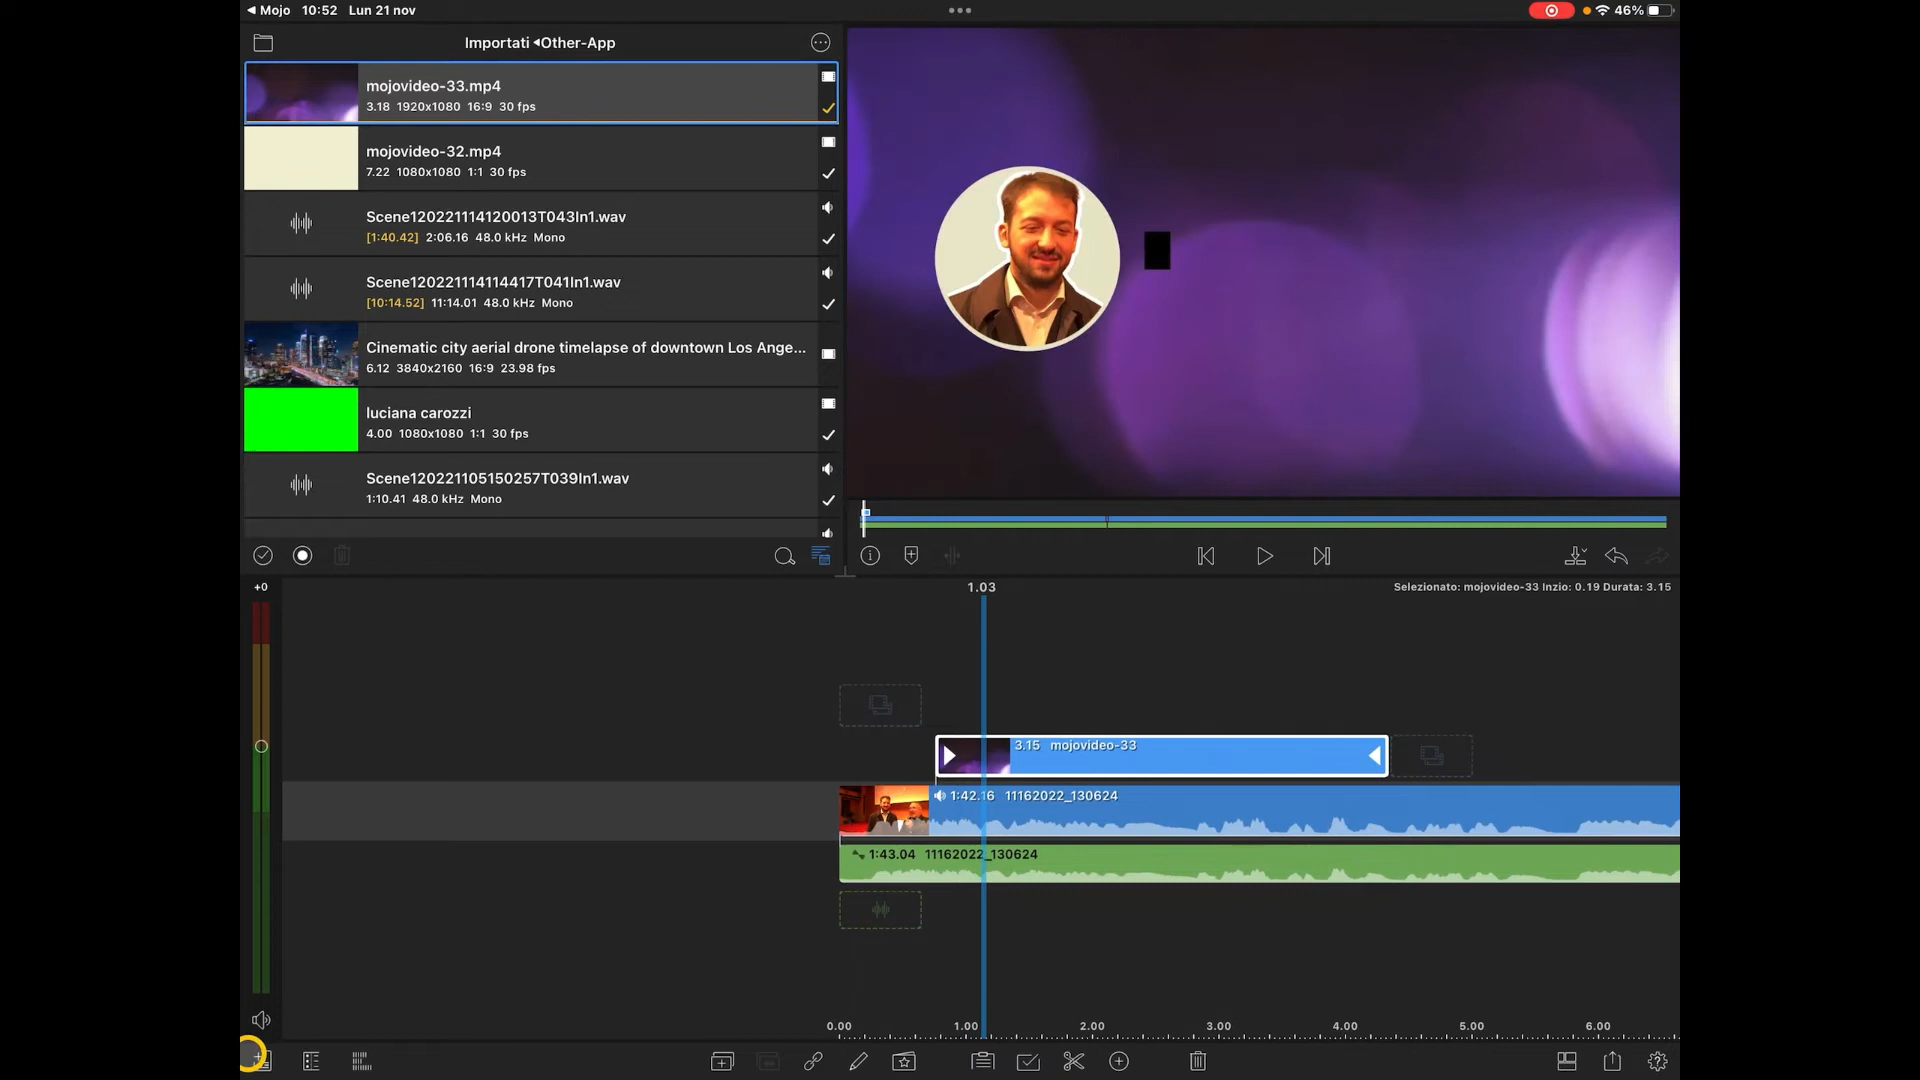 ◀ Mojo 10:52 Lun 21 nov
46%
Importati ◂Other-App
mojovideo-33.mp4
3.18 1920x1080 16:9 30 fps
mojovideo-32.mp4
7.22 1080x1080 1:1 30 fps
Scene120221114120013T043In1.wav
[1:40.42] 2:06.16 48.0 kHz Mono
Scene120221114114417T041In1.wav
[10:14.52] 11:14.01 48.0 kHz Mono
Cinematic city aerial drone timelapse of downtown Los Ange...
6.12 3840x2160 16:9 23.98 fps
luciana carozzi
4.00 1080x1080 1:1 30 fps
Scene120221105150257T039In1.wav
1:10.41 48.0 kHz Mono
+0
1.03
Selezionato: mojovideo-33 Inzio: 0.19 Durata: 3.15
3.15 mojovideo-33
1:42.16 11162022_130624
1:43.04 11162022_130624
0.00 1.00 2.00 3.00 4.00 5.00 6.00